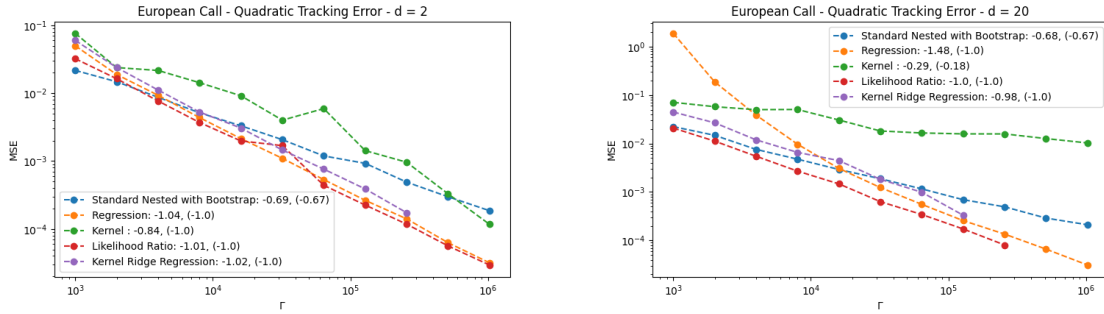 European Call - Quadratic Tracking Error - d = 2
10⁻¹
10⁻²
10⁻³
10⁻⁴
MSE
Standard Nested with Bootstrap: -0.69, (-0.67)
Regression: -1.04, (-1.0)
Kernel : -0.84, (-1.0)
Likelihood Ratio: -1.01, (-1.0)
Kernel Ridge Regression: -1.02, (-1.0)
10³
10⁴
10⁵
10⁶
Γ
European Call - Quadratic Tracking Error - d = 20
10⁰
10⁻¹
10⁻²
10⁻³
10⁻⁴
MSE
Standard Nested with Bootstrap: -0.68, (-0.67)
Regression: -1.48, (-1.0)
Kernel : -0.29, (-0.18)
Likelihood Ratio: -1.0, (-1.0)
Kernel Ridge Regression: -0.98, (-1.0)
10³
10⁴
10⁵
10⁶
Γ